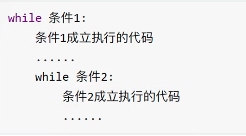 while 条件1:
    条件1成立执行的代码
    ......
    while 条件2:
        条件2成立执行的代码
        ......